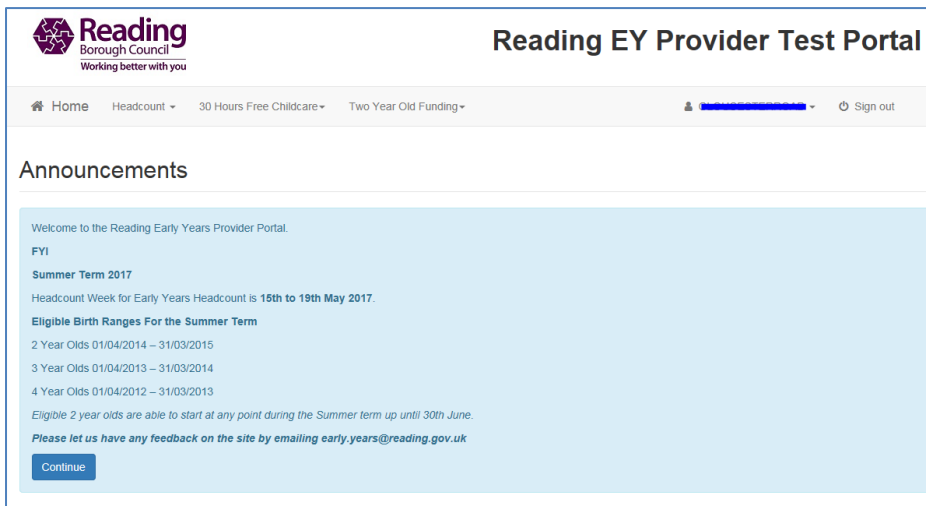 Reading
Borough Council
Working better with you
Reading EY Provider Test Portal
Home Headcount 30 Hours Free Childcare Two Year Old Funding Sign out
Announcements
Welcome to the Reading Early Years Provider Portal.
FYI
Summer Term 2017
Headcount Week for Early Years Headcount is 15th to 19th May 2017.
Eligible Birth Ranges For the Summer Term
2 Year Olds 01/04/2014 – 31/03/2015
3 Year Olds 01/04/2013 – 31/03/2014
4 Year Olds 01/04/2012 – 31/03/2013
Eligible 2 year olds are able to start at any point during the Summer term up until 30th June.
Please let us have any feedback on the site by emailing early.years@reading.gov.uk
Continue